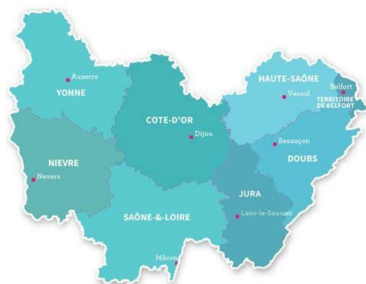 Auxerre
YONNE
HAUTE-SAÔNE
Vesoul
Belfort
TERRITOIRE
DE BELFORT
COTE-D'OR
Dijon
Besançon
DOUBS
NIEVRE
Nevers
JURA
Lons-le-Saunier
SAÔNE-&-LOIRE
Mâcon